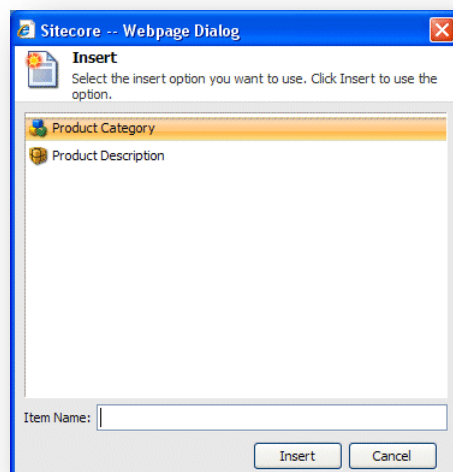 Sitecore -- Webpage Dialog
Insert
Select the insert option you want to use. Click Insert to use the
option.
Product Category
Product Description
Item Name:
Insert
Cancel